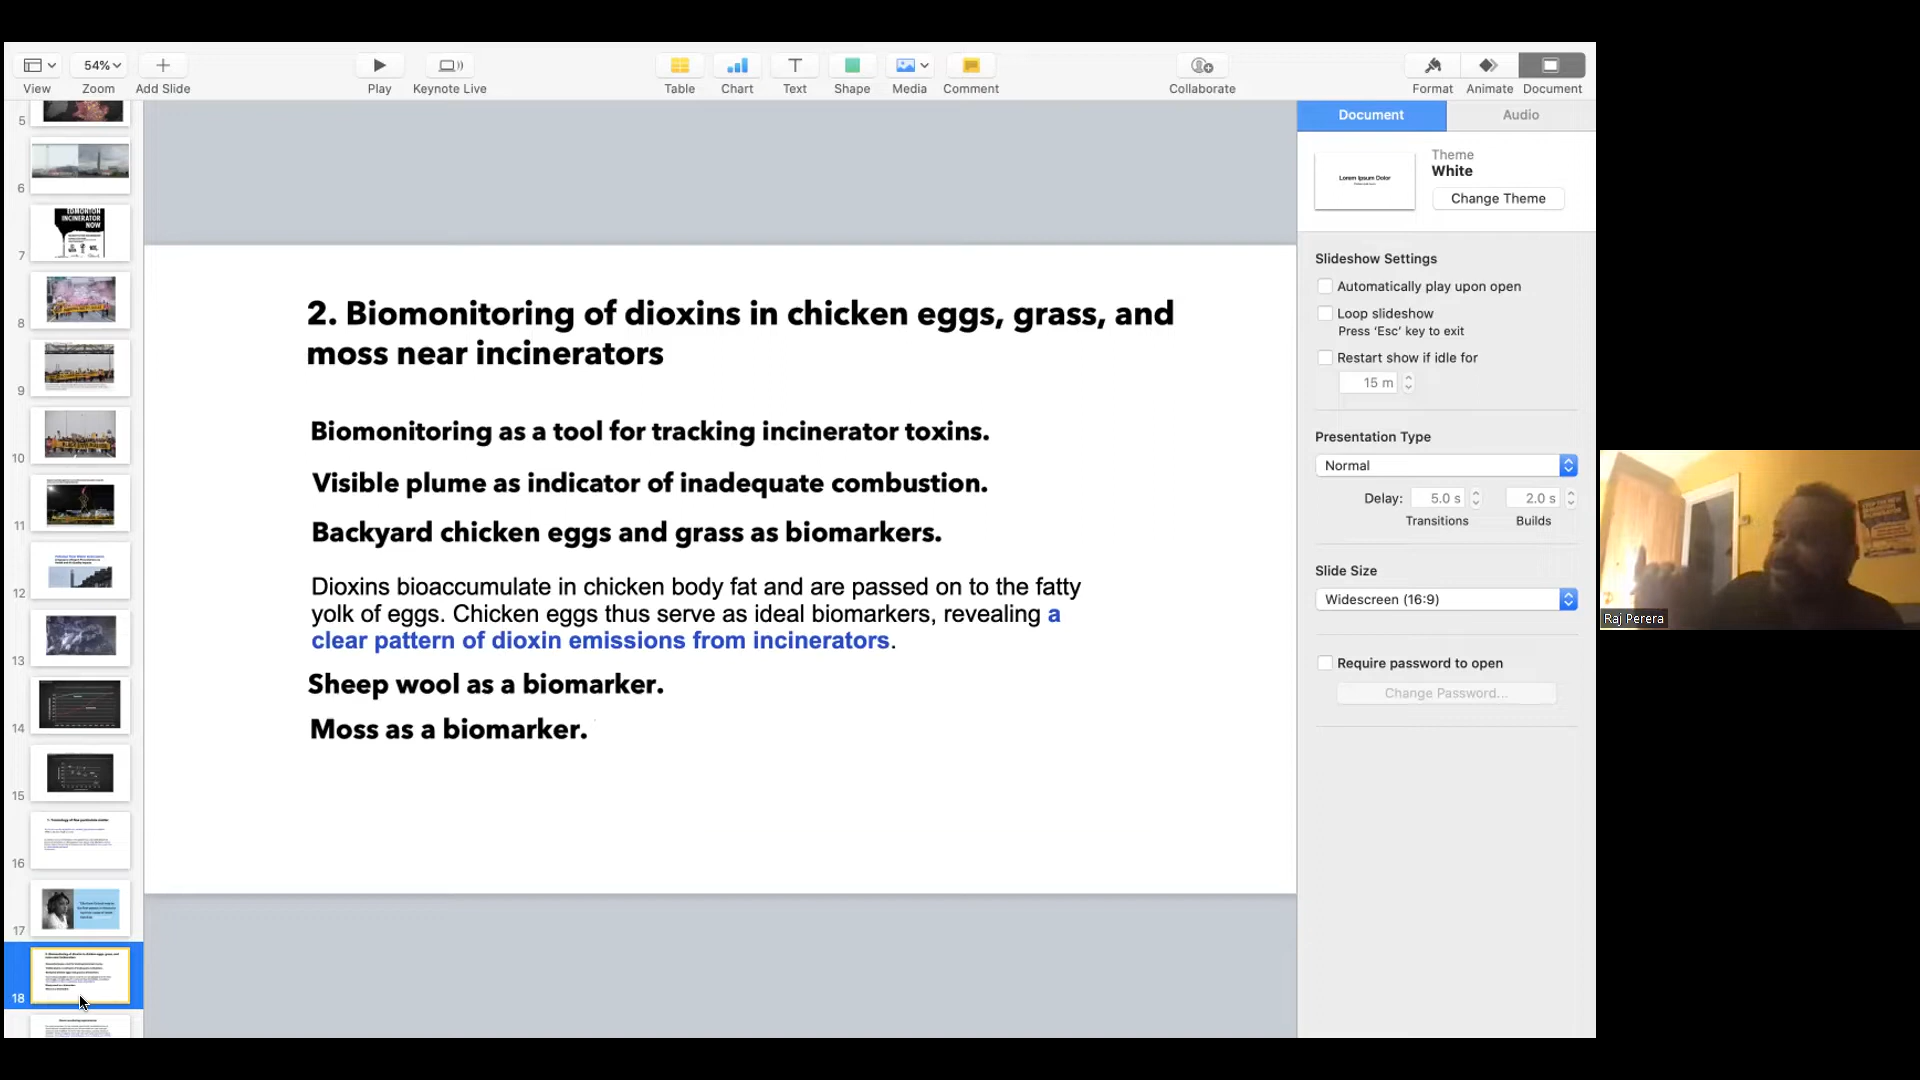 54%
View
Zoom
Add Slide
Play
Keynote Live
Table
Chart
Text
Shape
Media
Comment
Collaborate
Format
Animate
Document
5
6
7
EDMONTON
INCINERATOR
NOW
8
9
10
11
12
13
14
15
16
17
18
2. Biomonitoring of dioxins in chicken eggs, grass, and
moss near incinerators
Biomonitoring as a tool for tracking incinerator toxins.
Visible plume as indicator of inadequate combustion.
Backyard chicken eggs and grass as biomarkers.
Dioxins bioaccumulate in chicken body fat and are passed on to the fatty
yolk of eggs. Chicken eggs thus serve as ideal biomarkers, revealing a
clear pattern of dioxin emissions from incinerators.
Sheep wool as a biomarker.
Moss as a biomarker.
Document
Audio
Lorem Ipsum Dolor
Theme
White
Change Theme
Slideshow Settings
Automatically play upon open
Loop slideshow
Press ‘Esc’ key to exit
Restart show if idle for
15 m
Presentation Type
Normal
Delay:
5.0 s
2.0 s
Transitions
Builds
Slide Size
Widescreen (16:9)
Require password to open
Change Password...
Raj Perera